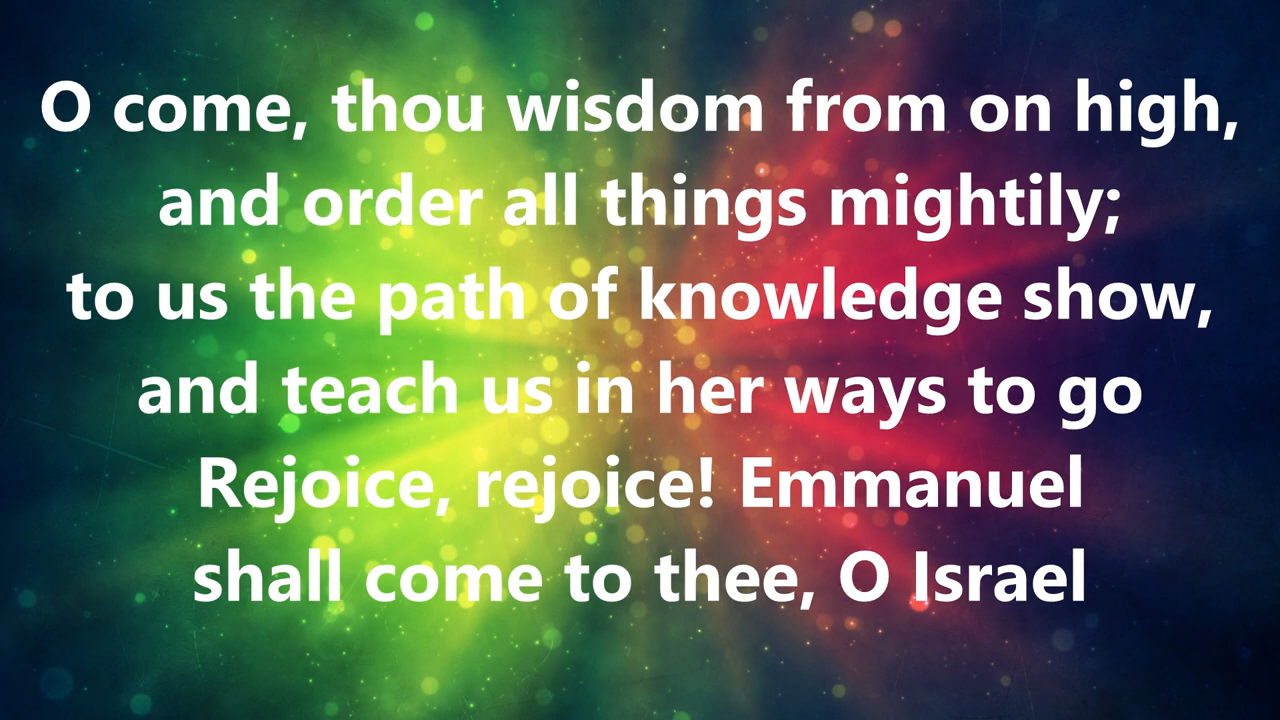 O come, thou wisdom from on high,
and order all things mightily;
to us the path of knowledge show,
and teach us in her ways to go
Rejoice, rejoice! Emmanuel
shall come to thee, O Israel